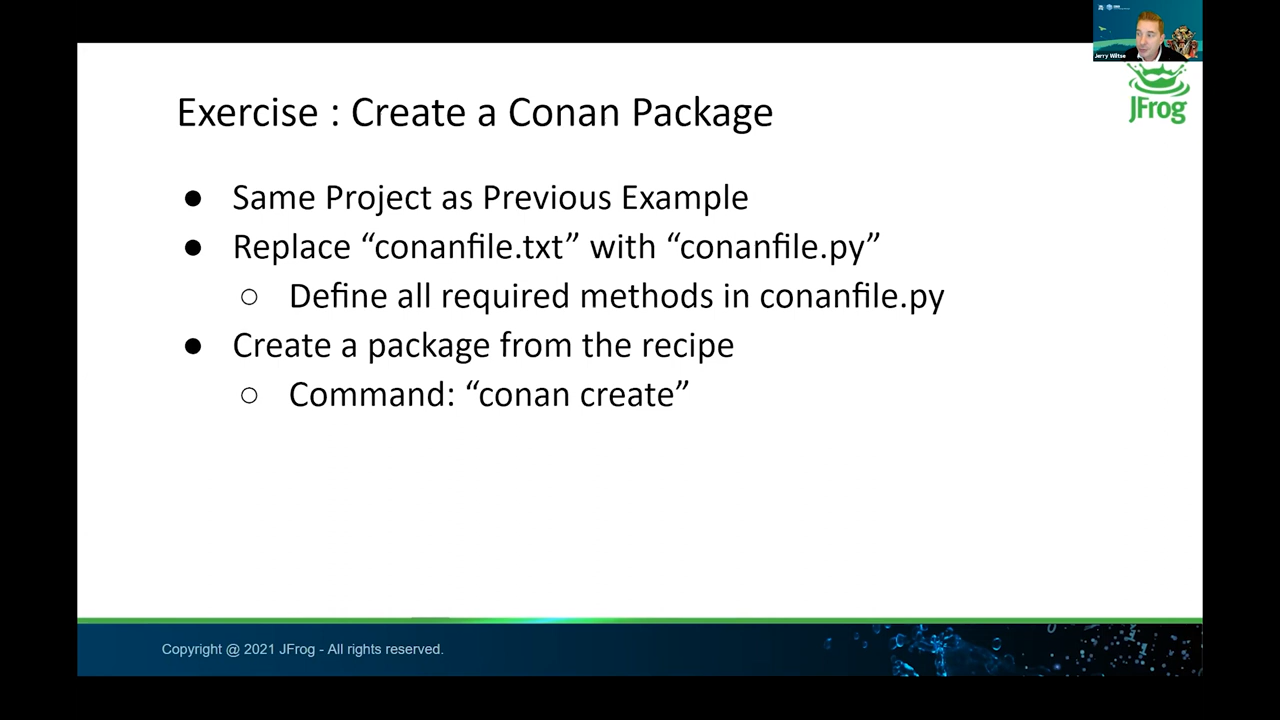 Jerry Wiltse
JFrog
Exercise : Create a Conan Package
● Same Project as Previous Example
● Replace “conanfile.txt” with “conanfile.py”
○ Define all required methods in conanfile.py
● Create a package from the recipe
○ Command: “conan create”
Copyright @ 2021 JFrog - All rights reserved.